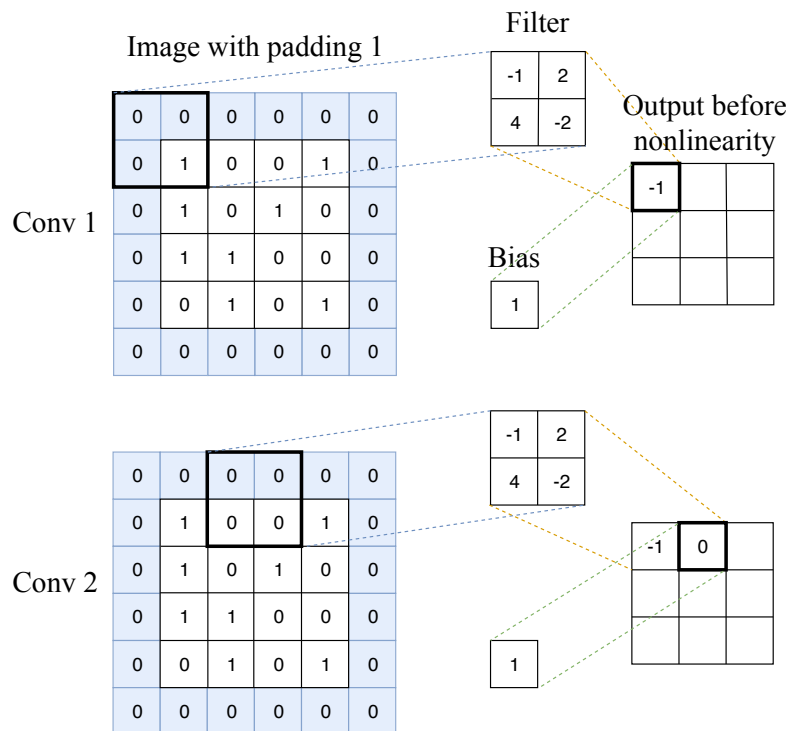 Image with padding 1
Filter
Output before
nonlinearity
Conv 1
0 0 0 0 0 0
0 1 0 0 1 0
0 1 0 1 0 0
0 1 1 0 0 0
0 0 1 0 1 0
0 0 0 0 0 0
-1 2
4 -2
Bias
1
-1
Conv 2
0 0 0 0 0 0
0 1 0 0 1 0
0 1 0 1 0 0
0 1 1 0 0 0
0 0 1 0 1 0
0 0 0 0 0 0
-1 2
4 -2
1
-1 0